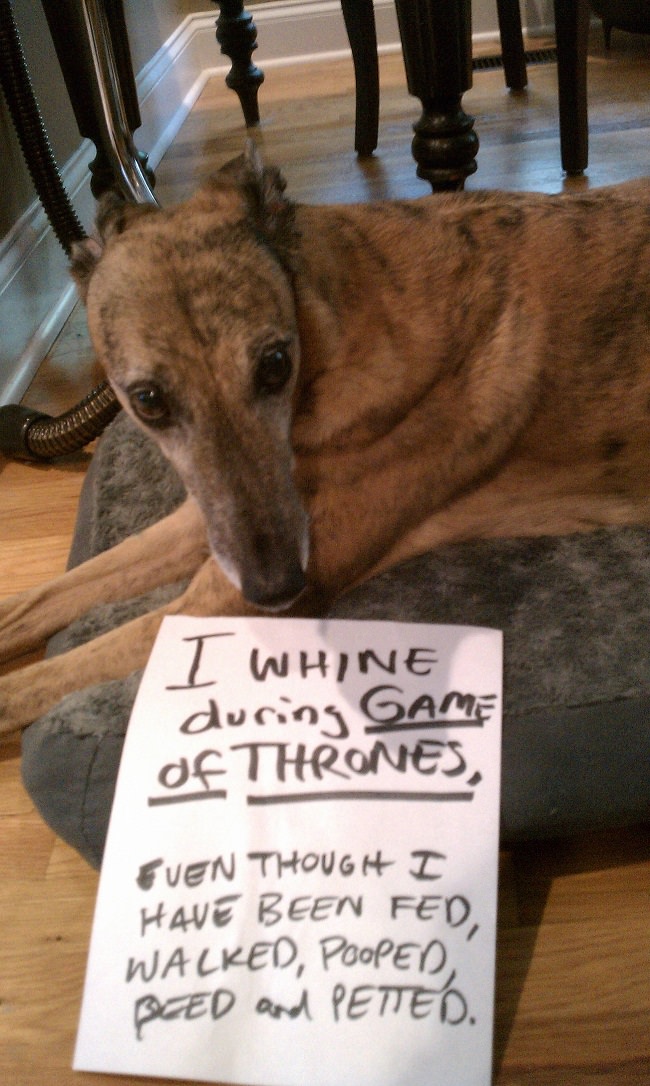 I WHINE
during GAME
of THRONES,
EVEN THOUGH I
HAVE BEEN FED,
WALKED, POOPED,
PEED and PETTED.